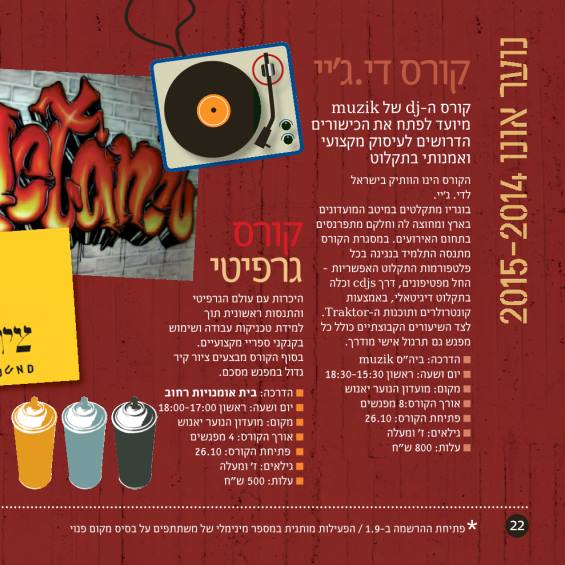 נוער אונו 2015-2014
קורס די.ג'יי
קורס ה-dj של muzik
מיועד לפתח את הכישורים
הדרושים לעיסוק מקצועי
ואמנותי בתקלוט
הקורס הינו הוותיק בישראל
לדי. ג'יי.
בוגריו מתקלטים במיטב המועדונים
בארץ ומחוצה לה וחלקם מתפרנסים
בתחום האירועים. במסגרת הקורס
מתנסה התלמיד בנגינה בכל
פלטפורמות התקלוט האפשריות -
החל מפטיפונים, דרך cdjs וכלה
בתקלוט דיגיטאלי, באמצעות
קונטרולרים ותוכנות ה-Traktor.
לצד השיעורים הקבוצתיים כולל כל
מפגש גם תרגול אישי מודרך.
הדרכה: ביה"ס muzik
יום ושעה: ראשון 18:30-15:30
מקום: מועדון הנוער יאנוש
אורך הקורס:8 מפגשים
פתיחת הקורס: 26.10
גילאים: ז' ומעלה
עלות: 800 ש"ח
קורס
גרפיטי
היכרות עם עולם הגרפיטי
והתנסות ראשונית תוך
למידת טכניקות עבודה ושימוש
בקנקני ספריי מקצועיים.
בסוף הקורס מבצעים ציור קיר
גדול במפגש מסכם.
הדרכה: בית אומנויות רחוב
יום ושעה: ראשון 18:00-17:00
מקום: מועדון הנוער יאנוש
אורך הקורס: 4 מפגשים
פתיחת הקורס: 26.10
גילאים: ז' ומעלה
עלות: 500 ש"ח
*פתיחת ההרשמה ב-1.9 / הפעילות מותנית במספר מינימלי של משתתפים על בסיס מקום פנוי
22